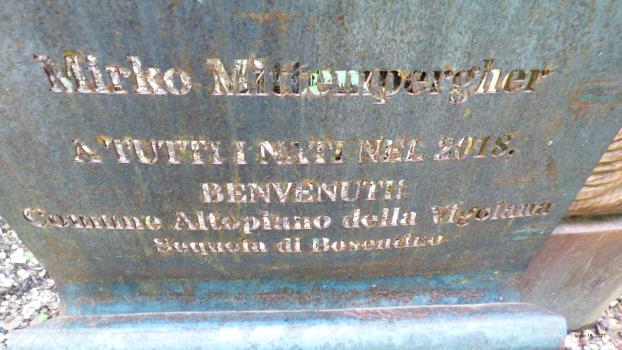 Mirko Mittempergher
A TUTTI I NATI NEL 2018.
BENVENUTI!
Comune Altopiano della Vigolana
Sequoia di Bosentino